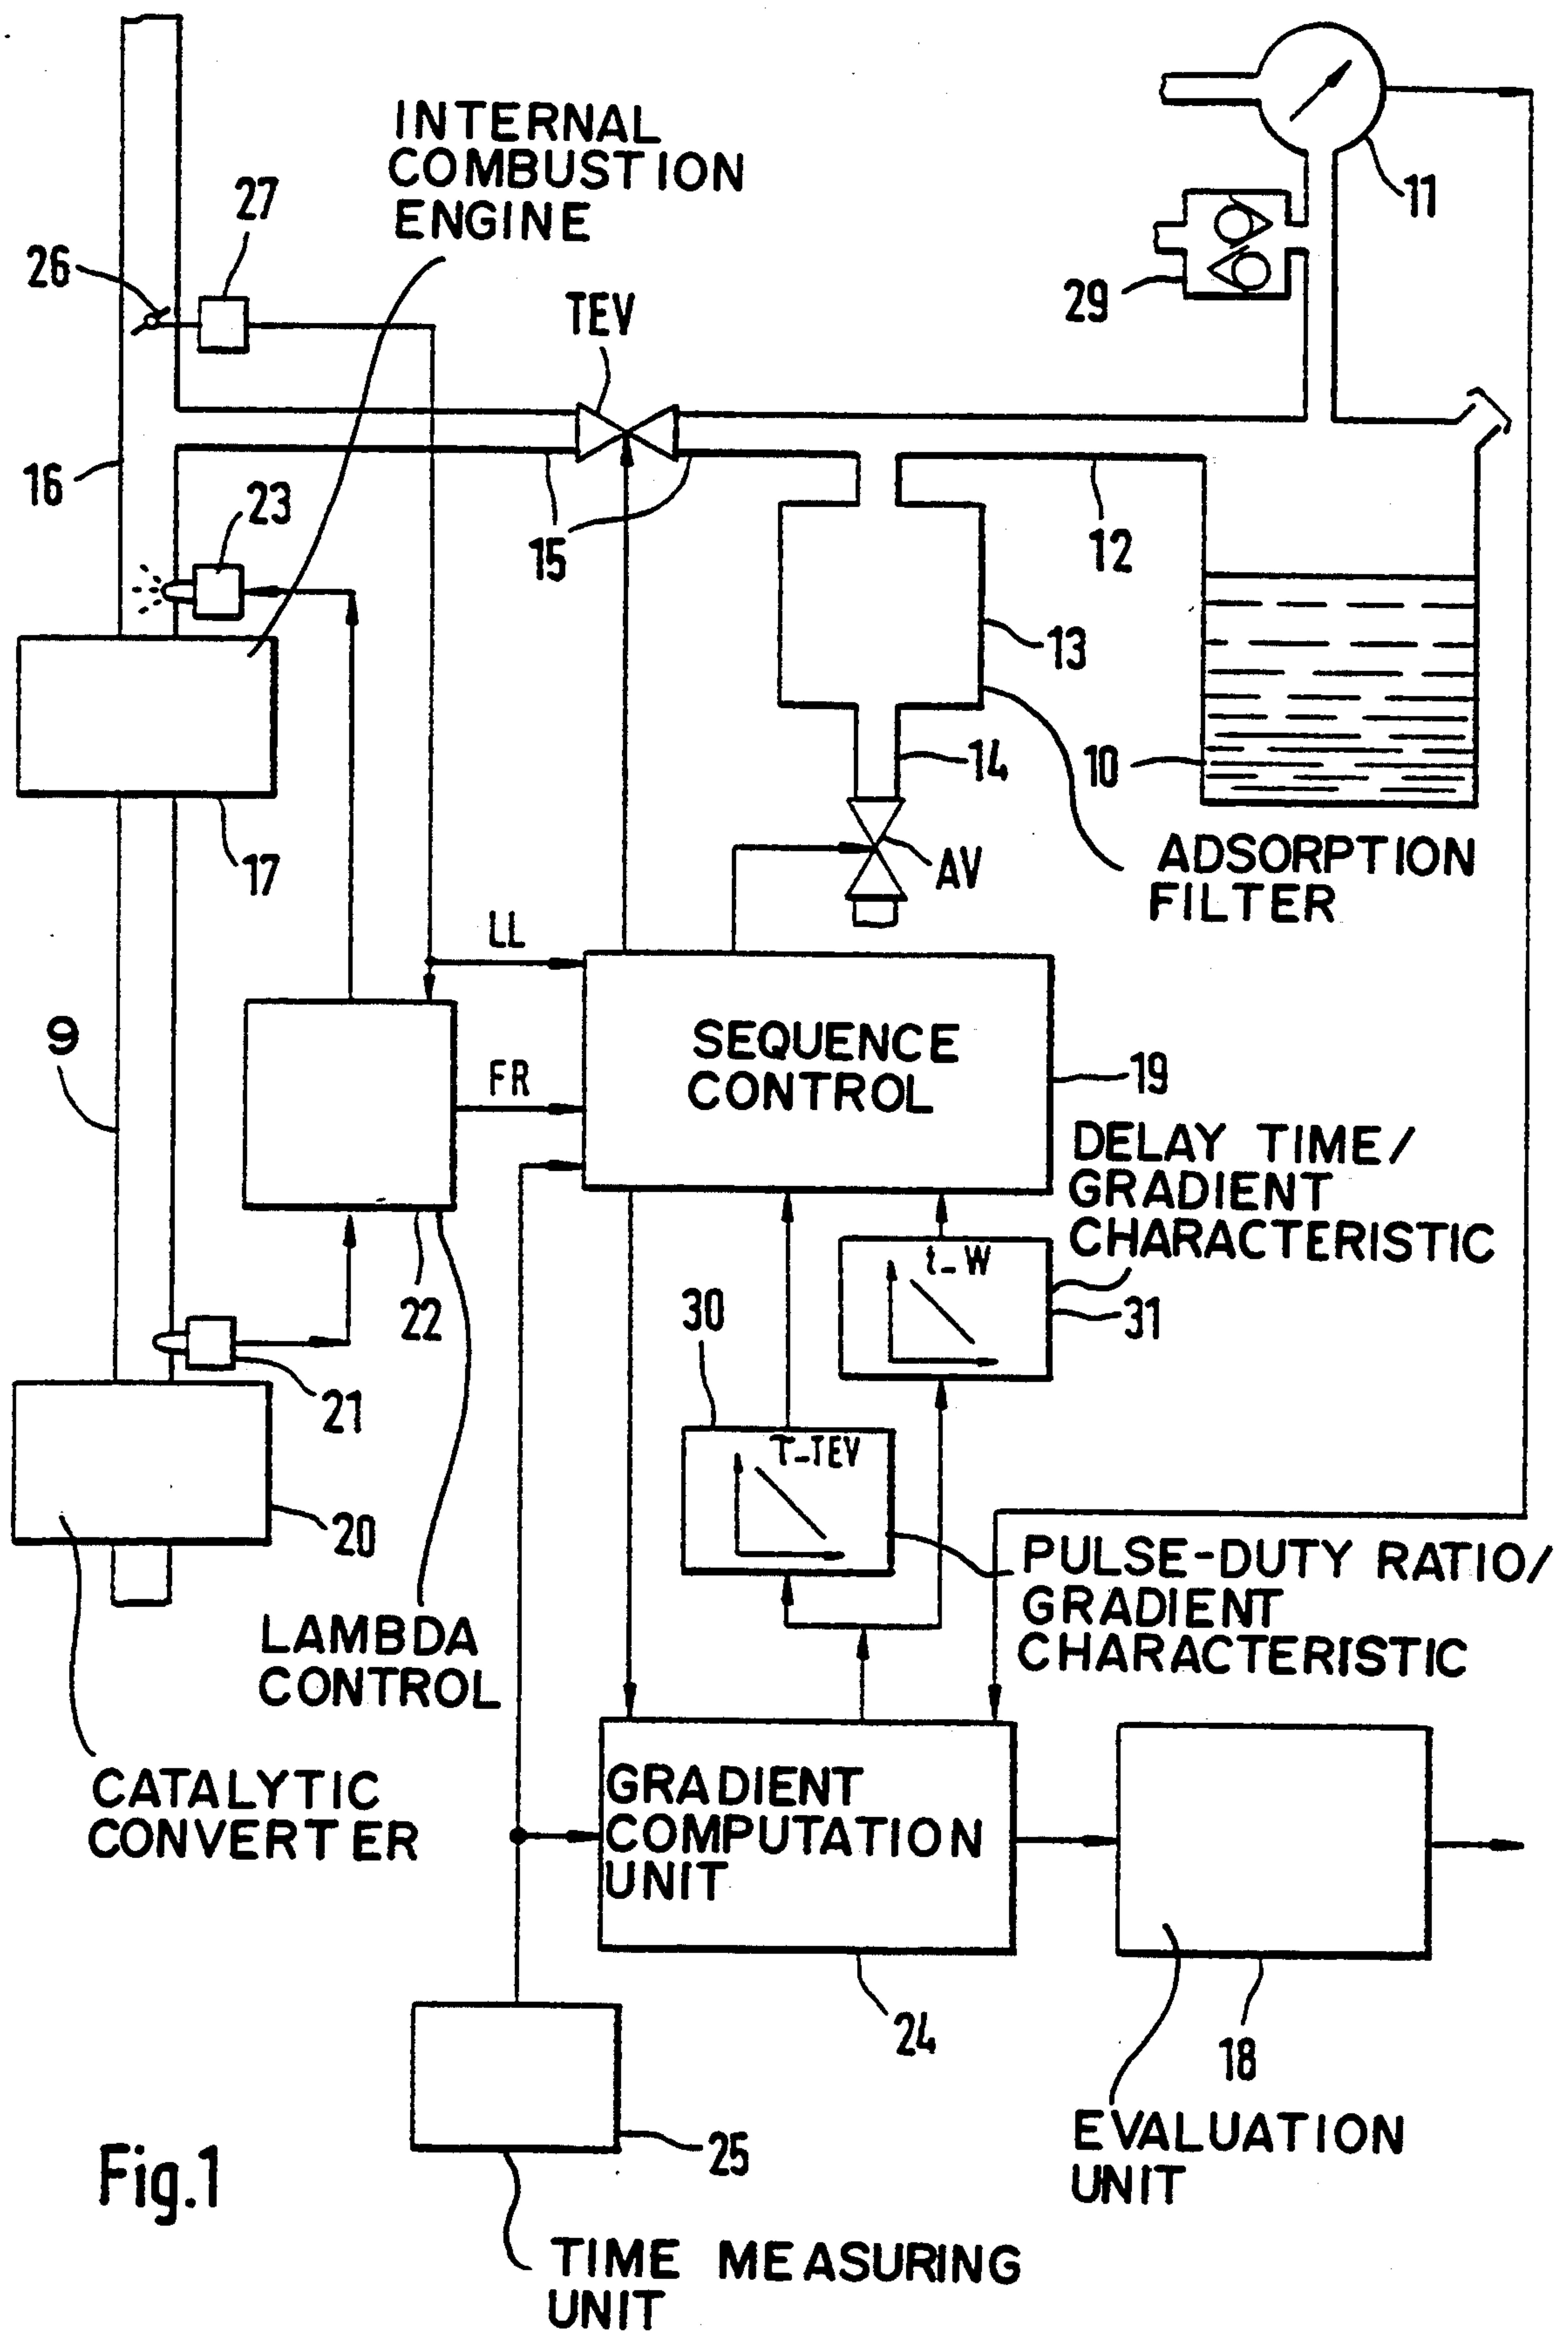 INTERNAL
COMBUSTION
ENGINE
11
27
26
29
TEV
16
23
15
12
13
10
14
17
AV
ADSORPTION
FILTER
LL
9
SEQUENCE
CONTROL
FR
19
DELAY TIME/
GRADIENT
CHARACTERISTIC
t_W
22
30
31
21
T_TEV
20
PULSE-DUTY RATIO/
GRADIENT
CHARACTERISTIC
LAMBDA
CONTROL
CATALYTIC
CONVERTER
GRADIENT
COMPUTATION
UNIT
24
18
25
EVALUATION
UNIT
Fig.1
TIME MEASURING
UNIT